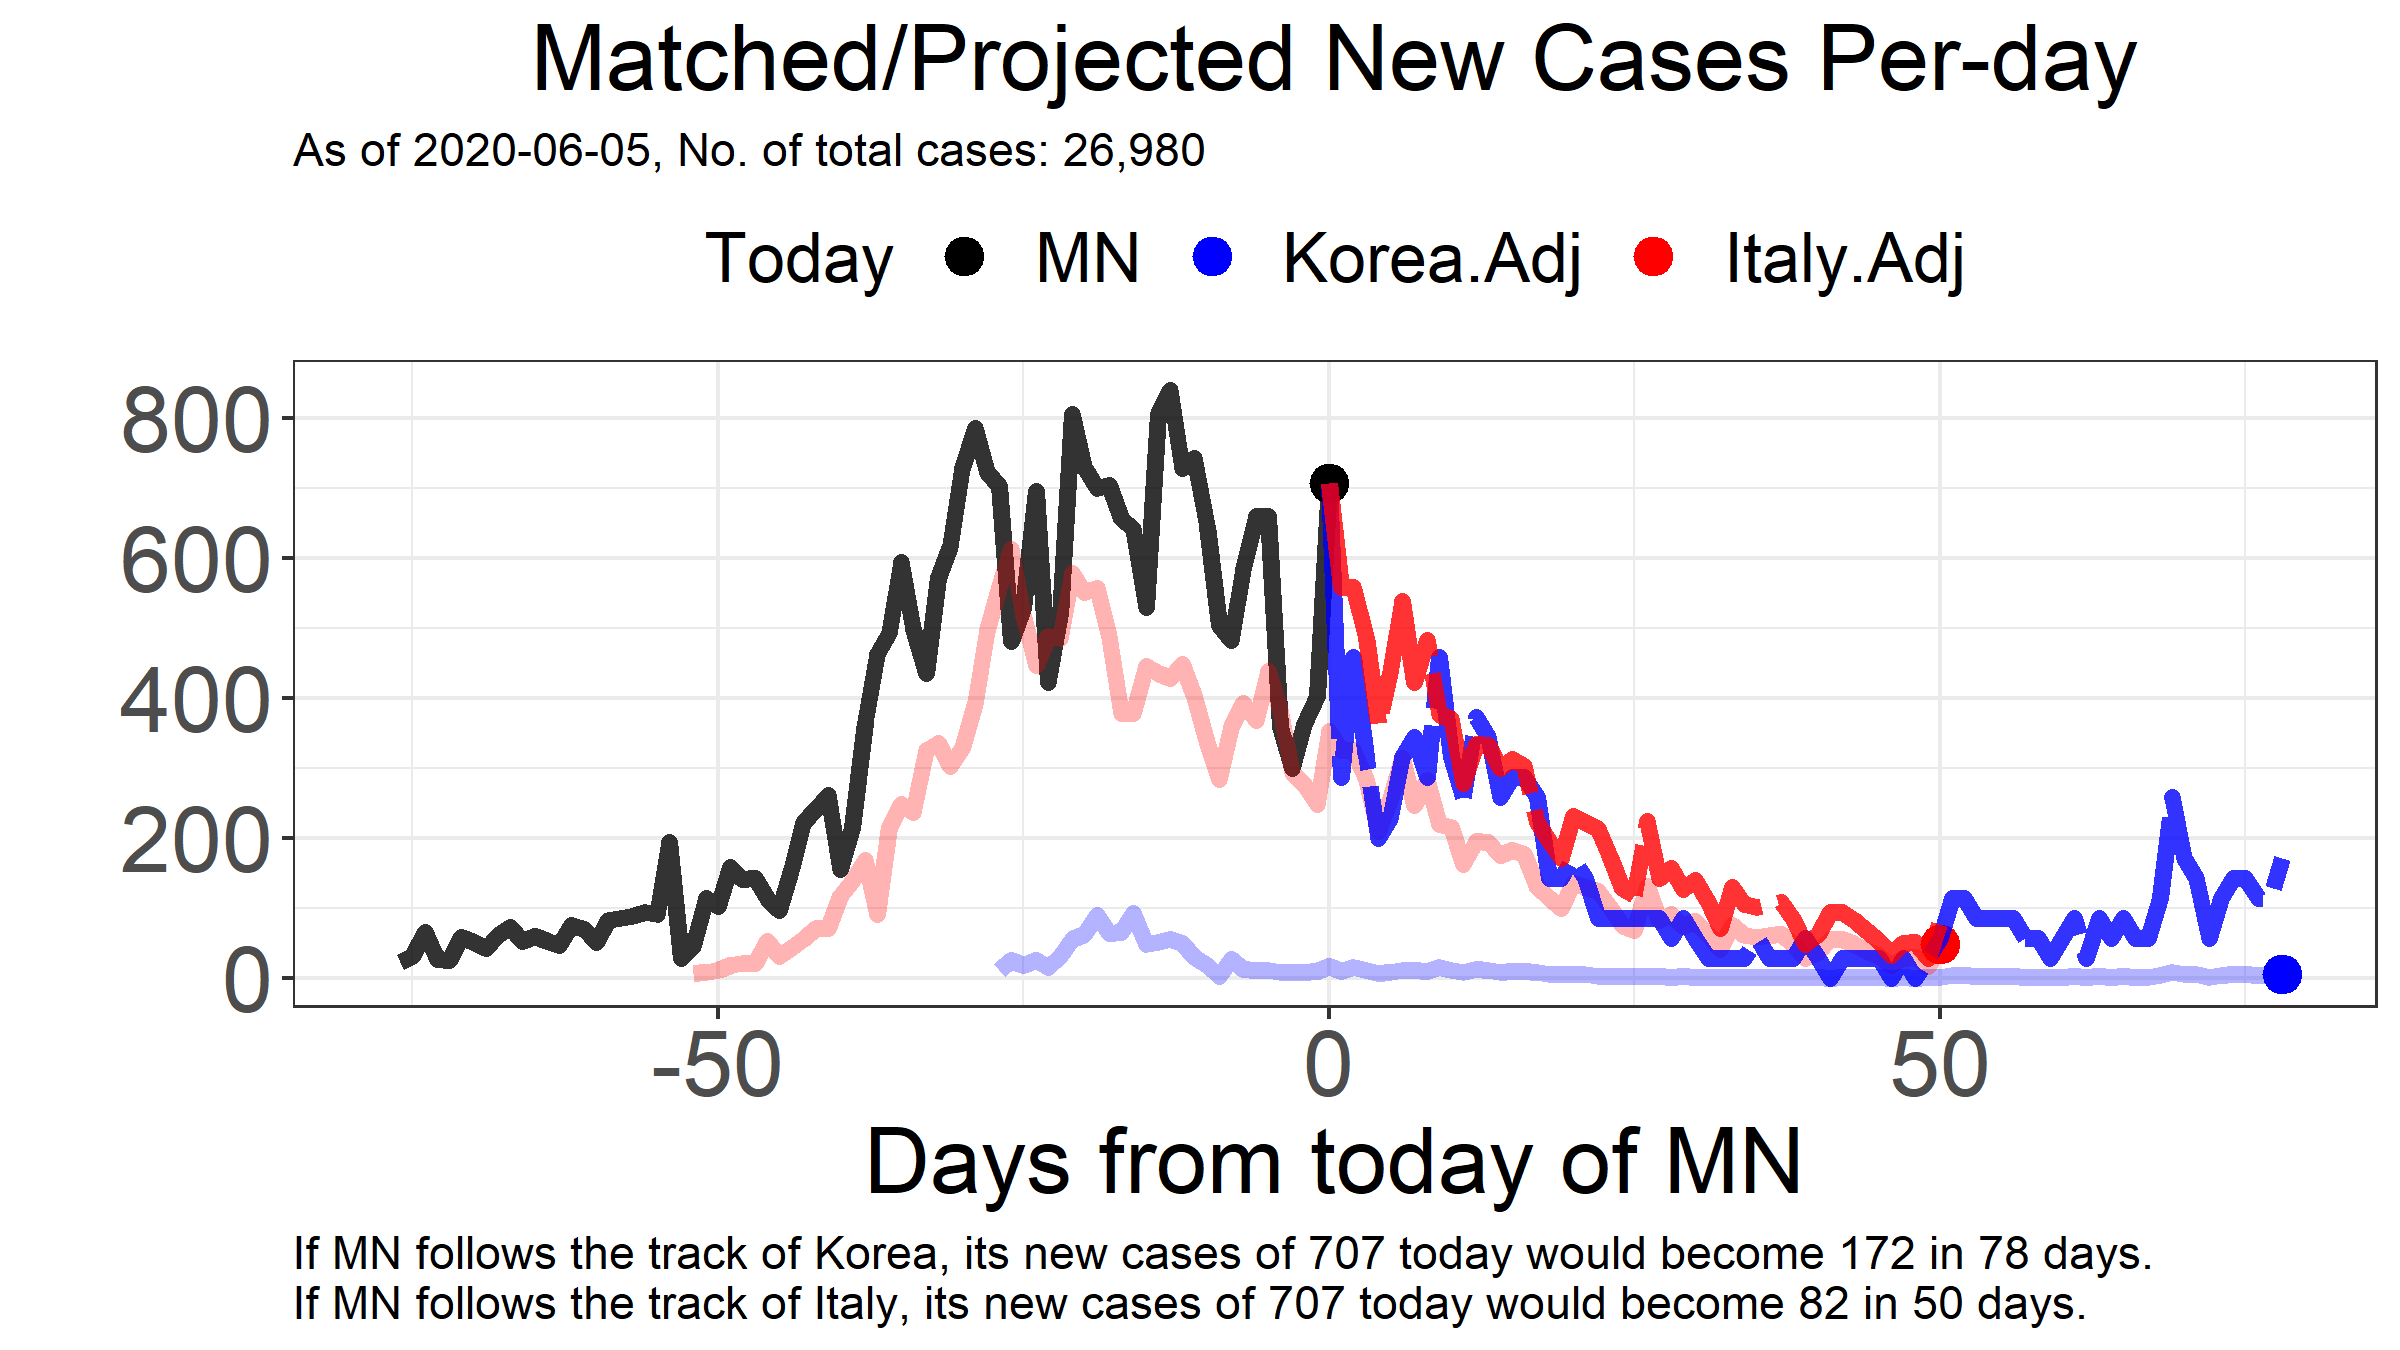 Matched/Projected New Cases Per-day
As of 2020-06-05, No. of total cases: 26,980
Today MN Korea.Adj Italy.Adj
800
600
400
200
0
-50 0 50
Days from today of MN
If MN follows the track of Korea, its new cases of 707 today would become 172 in 78 days.
If MN follows the track of Italy, its new cases of 707 today would become 82 in 50 days.